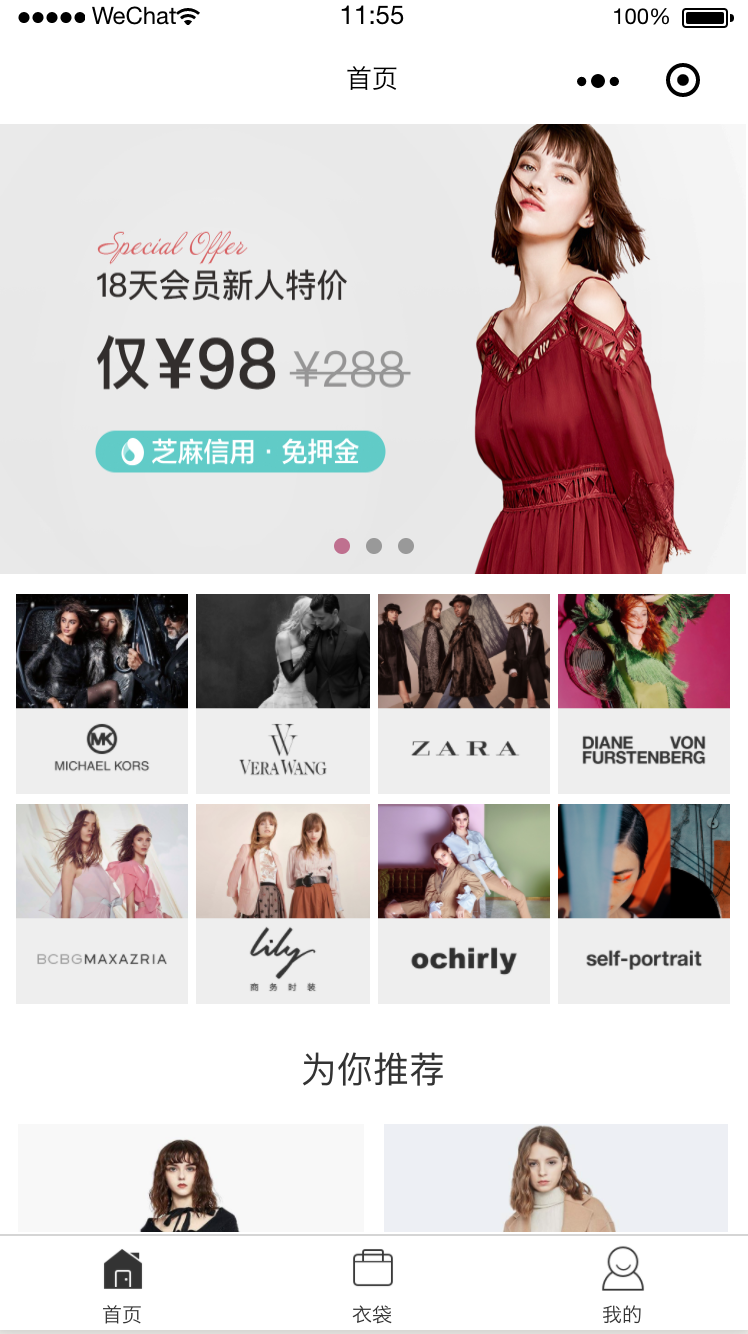 WeChat 11:55 100%
首页
Special Offer
18天会员新人特价
仅¥98 ¥288
芝麻信用 · 免押金
MK
MICHAEL KORS
VW
VERA WANG
ZARA
DIANE VON
FURSTENBERG
BCBGMAXAZRIA
lily
商务时装
ochirly
self-portrait
为你推荐
首页 衣袋 我的